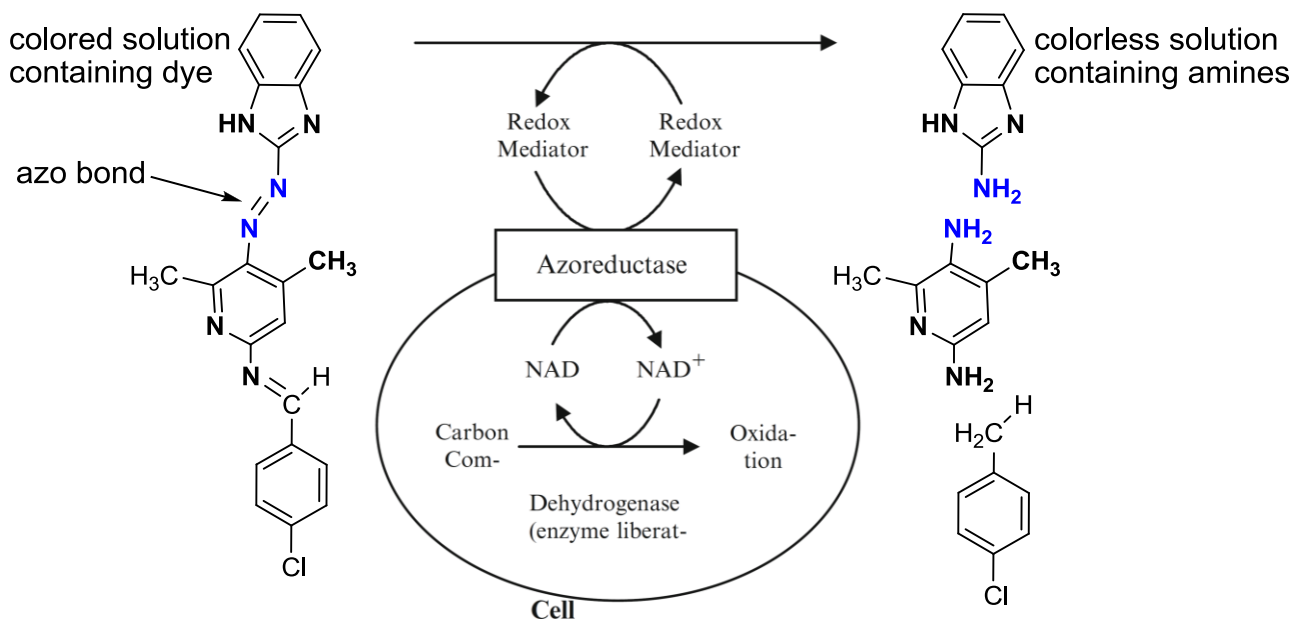 colored solution
containing dye
HN
N
azo bond
N
N
H₃C
CH₃
N
N
H
C
Cl
Redox
Mediator
Redox
Mediator
Azoreductase
NAD
NAD⁺
Carbon
Com-
Oxida-
tion
Dehydrogenase
(enzyme liberat-
Cell
colorless solution
containing amines
HN
N
NH₂
NH₂
H₃C
CH₃
N
NH₂
H
H₂C
Cl